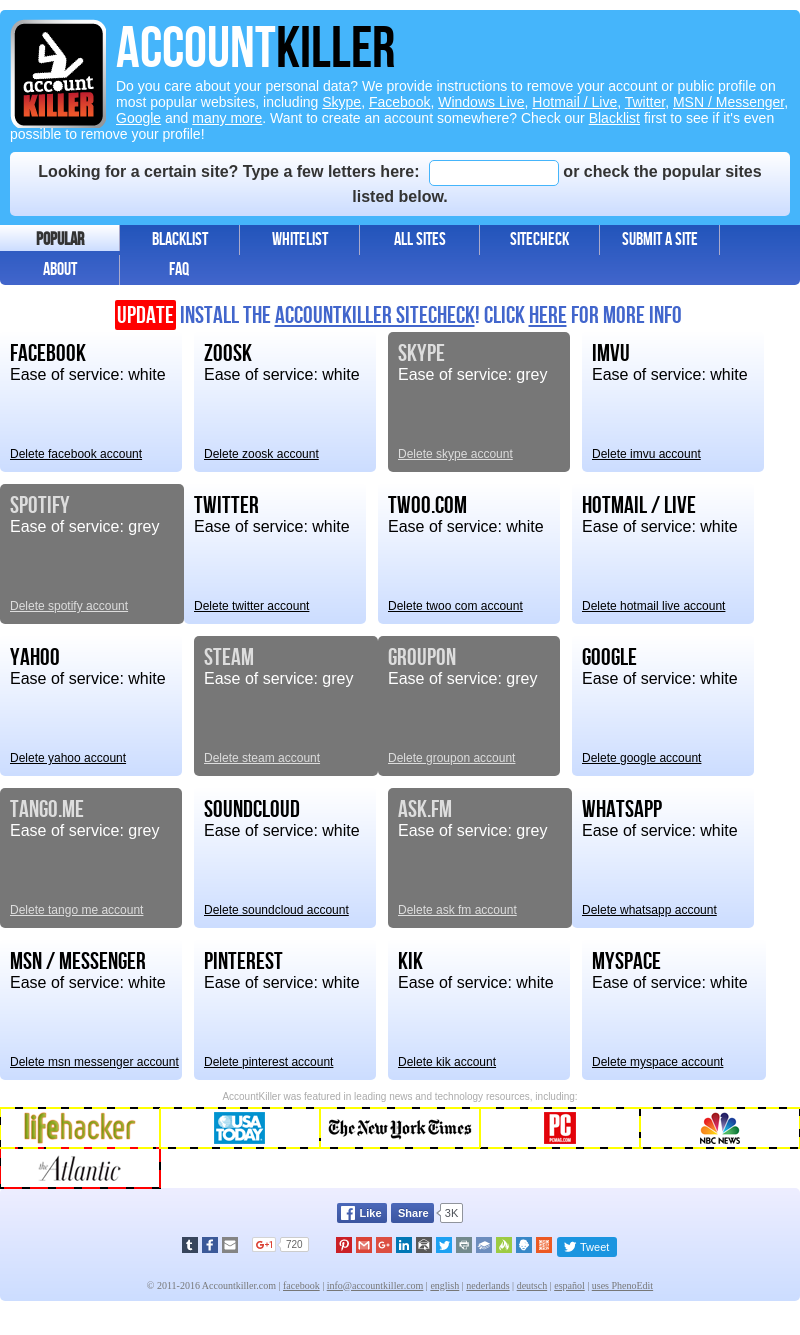 account
KILLER
ACCOUNTKILLER
Do you care about your personal data? We provide instructions to remove your account or public profile on
most popular websites, including Skype, Facebook, Windows Live, Hotmail / Live, Twitter, MSN / Messenger,
Google and many more. Want to create an account somewhere? Check our Blacklist first to see if it's even
possible to remove your profile!
Looking for a certain site? Type a few letters here: or check the popular sites
listed below.
POPULAR BLACKLIST WHITELIST ALL SITES SITECHECK SUBMIT A SITE
ABOUT FAQ
UPDATE INSTALL THE ACCOUNTKILLER SITECHECK! CLICK HERE FOR MORE INFO
FACEBOOK ZOOSK SKYPE IMVU
Ease of service: white Ease of service: white Ease of service: grey Ease of service: white
Delete facebook account Delete zoosk account Delete skype account Delete imvu account
SPOTIFY TWITTER TWOO.COM HOTMAIL / LIVE
Ease of service: grey Ease of service: white Ease of service: white Ease of service: white
Delete spotify account Delete twitter account Delete twoo com account Delete hotmail live account
YAHOO STEAM GROUPON GOOGLE
Ease of service: white Ease of service: grey Ease of service: grey Ease of service: white
Delete yahoo account Delete steam account Delete groupon account Delete google account
TANGO.ME SOUNDCLOUD ASK.FM WHATSAPP
Ease of service: grey Ease of service: white Ease of service: grey Ease of service: white
Delete tango me account Delete soundcloud account Delete ask fm account Delete whatsapp account
MSN / MESSENGER PINTEREST KIK MYSPACE
Ease of service: white Ease of service: white Ease of service: white Ease of service: white
Delete msn messenger account Delete pinterest account Delete kik account Delete myspace account
AccountKiller was featured in leading news and technology resources, including:
lifehacker USA TODAY The New York Times PC PCMAG.COM NBC NEWS
the Atlantic
Like Share 3K
G+1 720 Tweet
© 2011-2016 Accountkiller.com | facebook | info@accountkiller.com | english | nederlands | deutsch | español | uses PhenoEdit